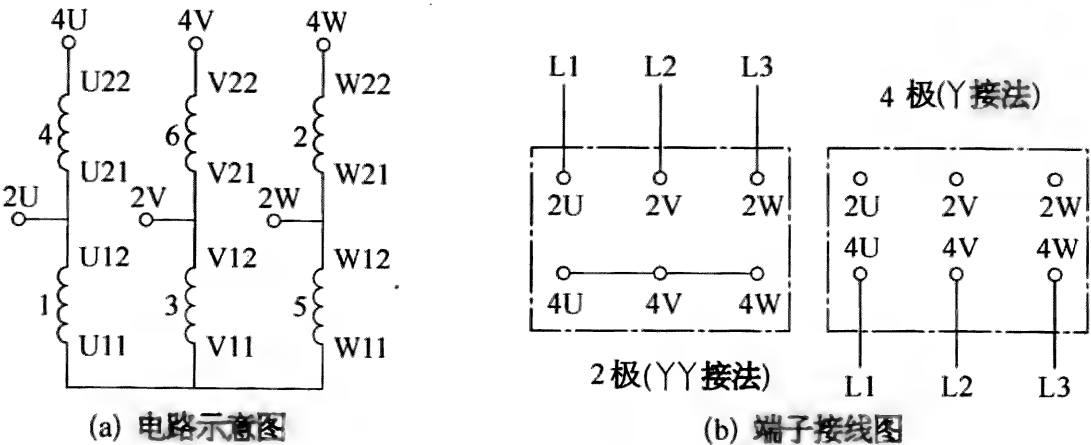 4U 4V 4W
U22 V22 W22
4 6 2
U21 V21 W21
2U 2V 2W
U12 V12 W12
1 3 5
U11 V11 W11
(a) 电路示意图
L1 L2 L3
2U 2V 2W
4U 4V 4W
2极(YY接法)
4 极(Y接法)
2U 2V 2W
4U 4V 4W
L1 L2 L3
(b) 端子接线图